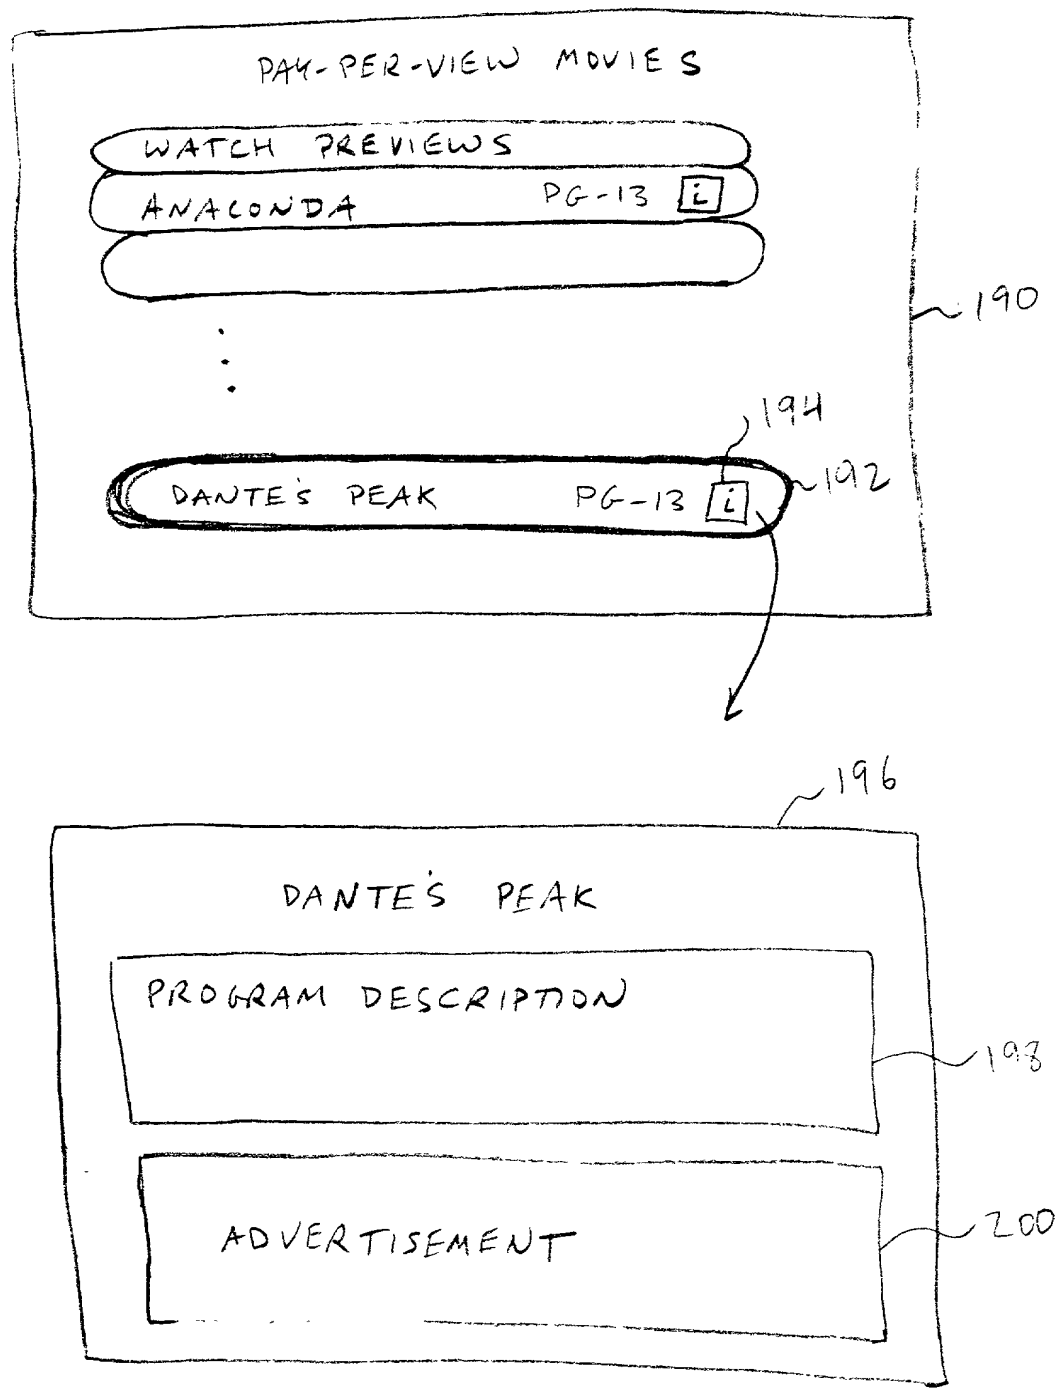 PAY-PER-VIEW MOVIES
WATCH PREVIEWS
ANACONDA PG-13 i
190
194
DANTE'S PEAK PG-13 i
192
196
DANTE'S PEAK
PROGRAM DESCRIPTION
198
ADVERTISEMENT
200